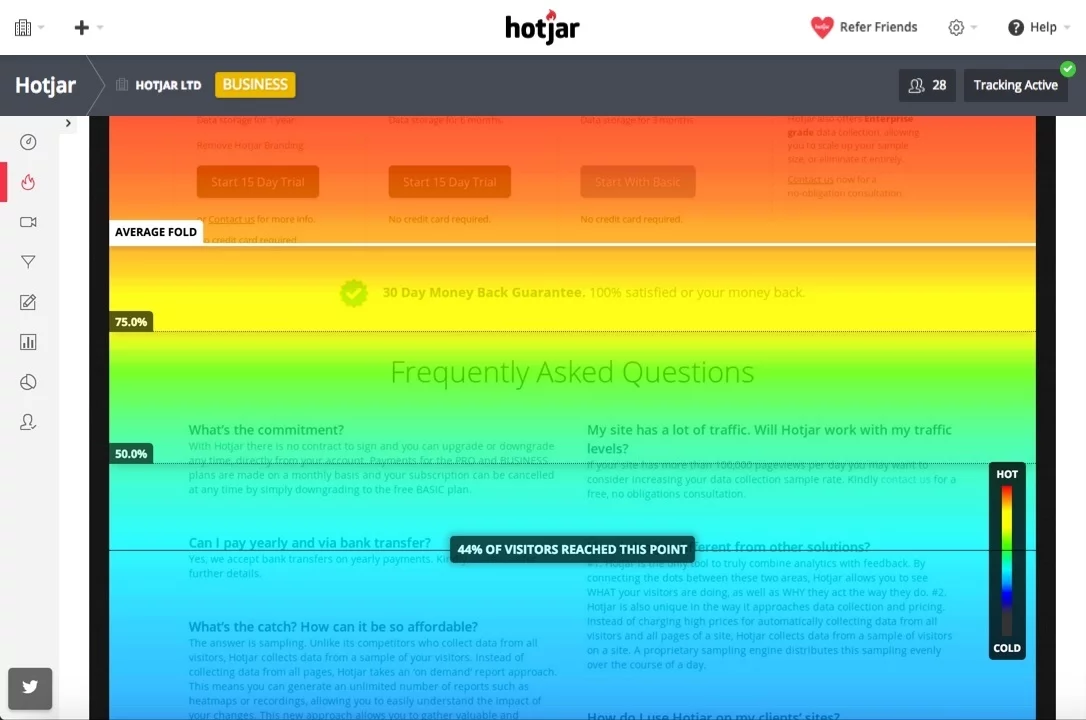 hotjar
Refer Friends
Help
Hotjar
HOTJAR LTD
BUSINESS
28
Tracking Active
Data storage for 1 year.
Data storage for 6 months.
Data storage for 3 months.
Hotjar also offers Enterprise
grade data collection, allowing
you to scale up your sample
size, or eliminate it entirely.
Remove Hotjar Branding
Start 15 Day Trial
Start 15 Day Trial
Start With Basic
Contact us now for a
no-obligation consultation.
or Contact us for more info.
No credit card required.
No credit card required.
AVERAGE FOLD
credit card required.
30 Day Money Back Guarantee. 100% satisfied or your money back.
75.0%
Frequently Asked Questions
What's the commitment?
With Hotjar there is no contract to sign and you can upgrade or downgrade
any time, directly from your account. Payments for the PRO and BUSINESS
plans are made on a monthly basis and your subscription can be cancelled
at any time by simply downgrading to the free BASIC plan.
My site has a lot of traffic. Will Hotjar work with my traffic
levels?
If your site has more than 100,000 pageviews per day you may want to
consider increasing your data collection sample rate. Kindly contact us for a
free, no obligations consultation.
50.0%
HOT
COLD
Can I pay yearly and via bank transfer?
Yes, we accept bank transfers on yearly payments.
further details.
44% OF VISITORS REACHED THIS POINT
from other solutions?
#1. Hotjar is the only tool to truly combine analytics with feedback. By
connecting the dots between these two areas, Hotjar allows you to see
WHAT your visitors are doing, as well as WHY they act the way they do. #2.
Hotjar is also unique in the way it approaches data collection and pricing.
Instead of charging high prices for automatically collecting data from all
visitors and all pages of a site, Hotjar collects data from a sample of visitors
on a site. A proprietary sampling engine distributes this sampling evenly
over the course of a day.
What's the catch? How can it be so affordable?
The answer is sampling. Unlike its competitors who collect data from all
visitors, Hotjar collects data from a sample of your visitors. Instead of
collecting data from all pages, Hotjar takes an 'on demand' report approach.
This means you can generate an unlimited number of reports such as
heatmaps or recordings, allowing you to easily understand the impact of
your changes. This new approach allows you to gather valuable and
How do I use Hotjar on my clients' sites?